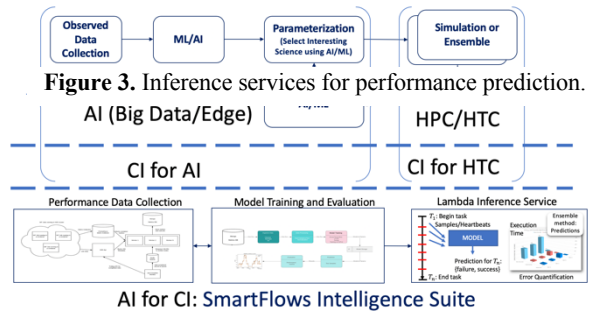 Observed
Data
Collection
ML/AI
Parameterization
(Select Interesting
Science using AI/ML)
Simulation or
Ensemble
Figure 3. Inference services for performance prediction.
AI (Big Data/Edge)
AI/ML
HPC/HTC
CI for AI
CI for HTC
Performance Data Collection
Model Training and Evaluation
Lambda Inference Service
T₁: Begin task
Samples/Heartbeats
MODEL
Prediction for Tₙ:
(failure, success)
Tₙ: End task
Execution
Time
Ensemble
method:
Predictions
Error Quantification
AI for CI: SmartFlows Intelligence Suite